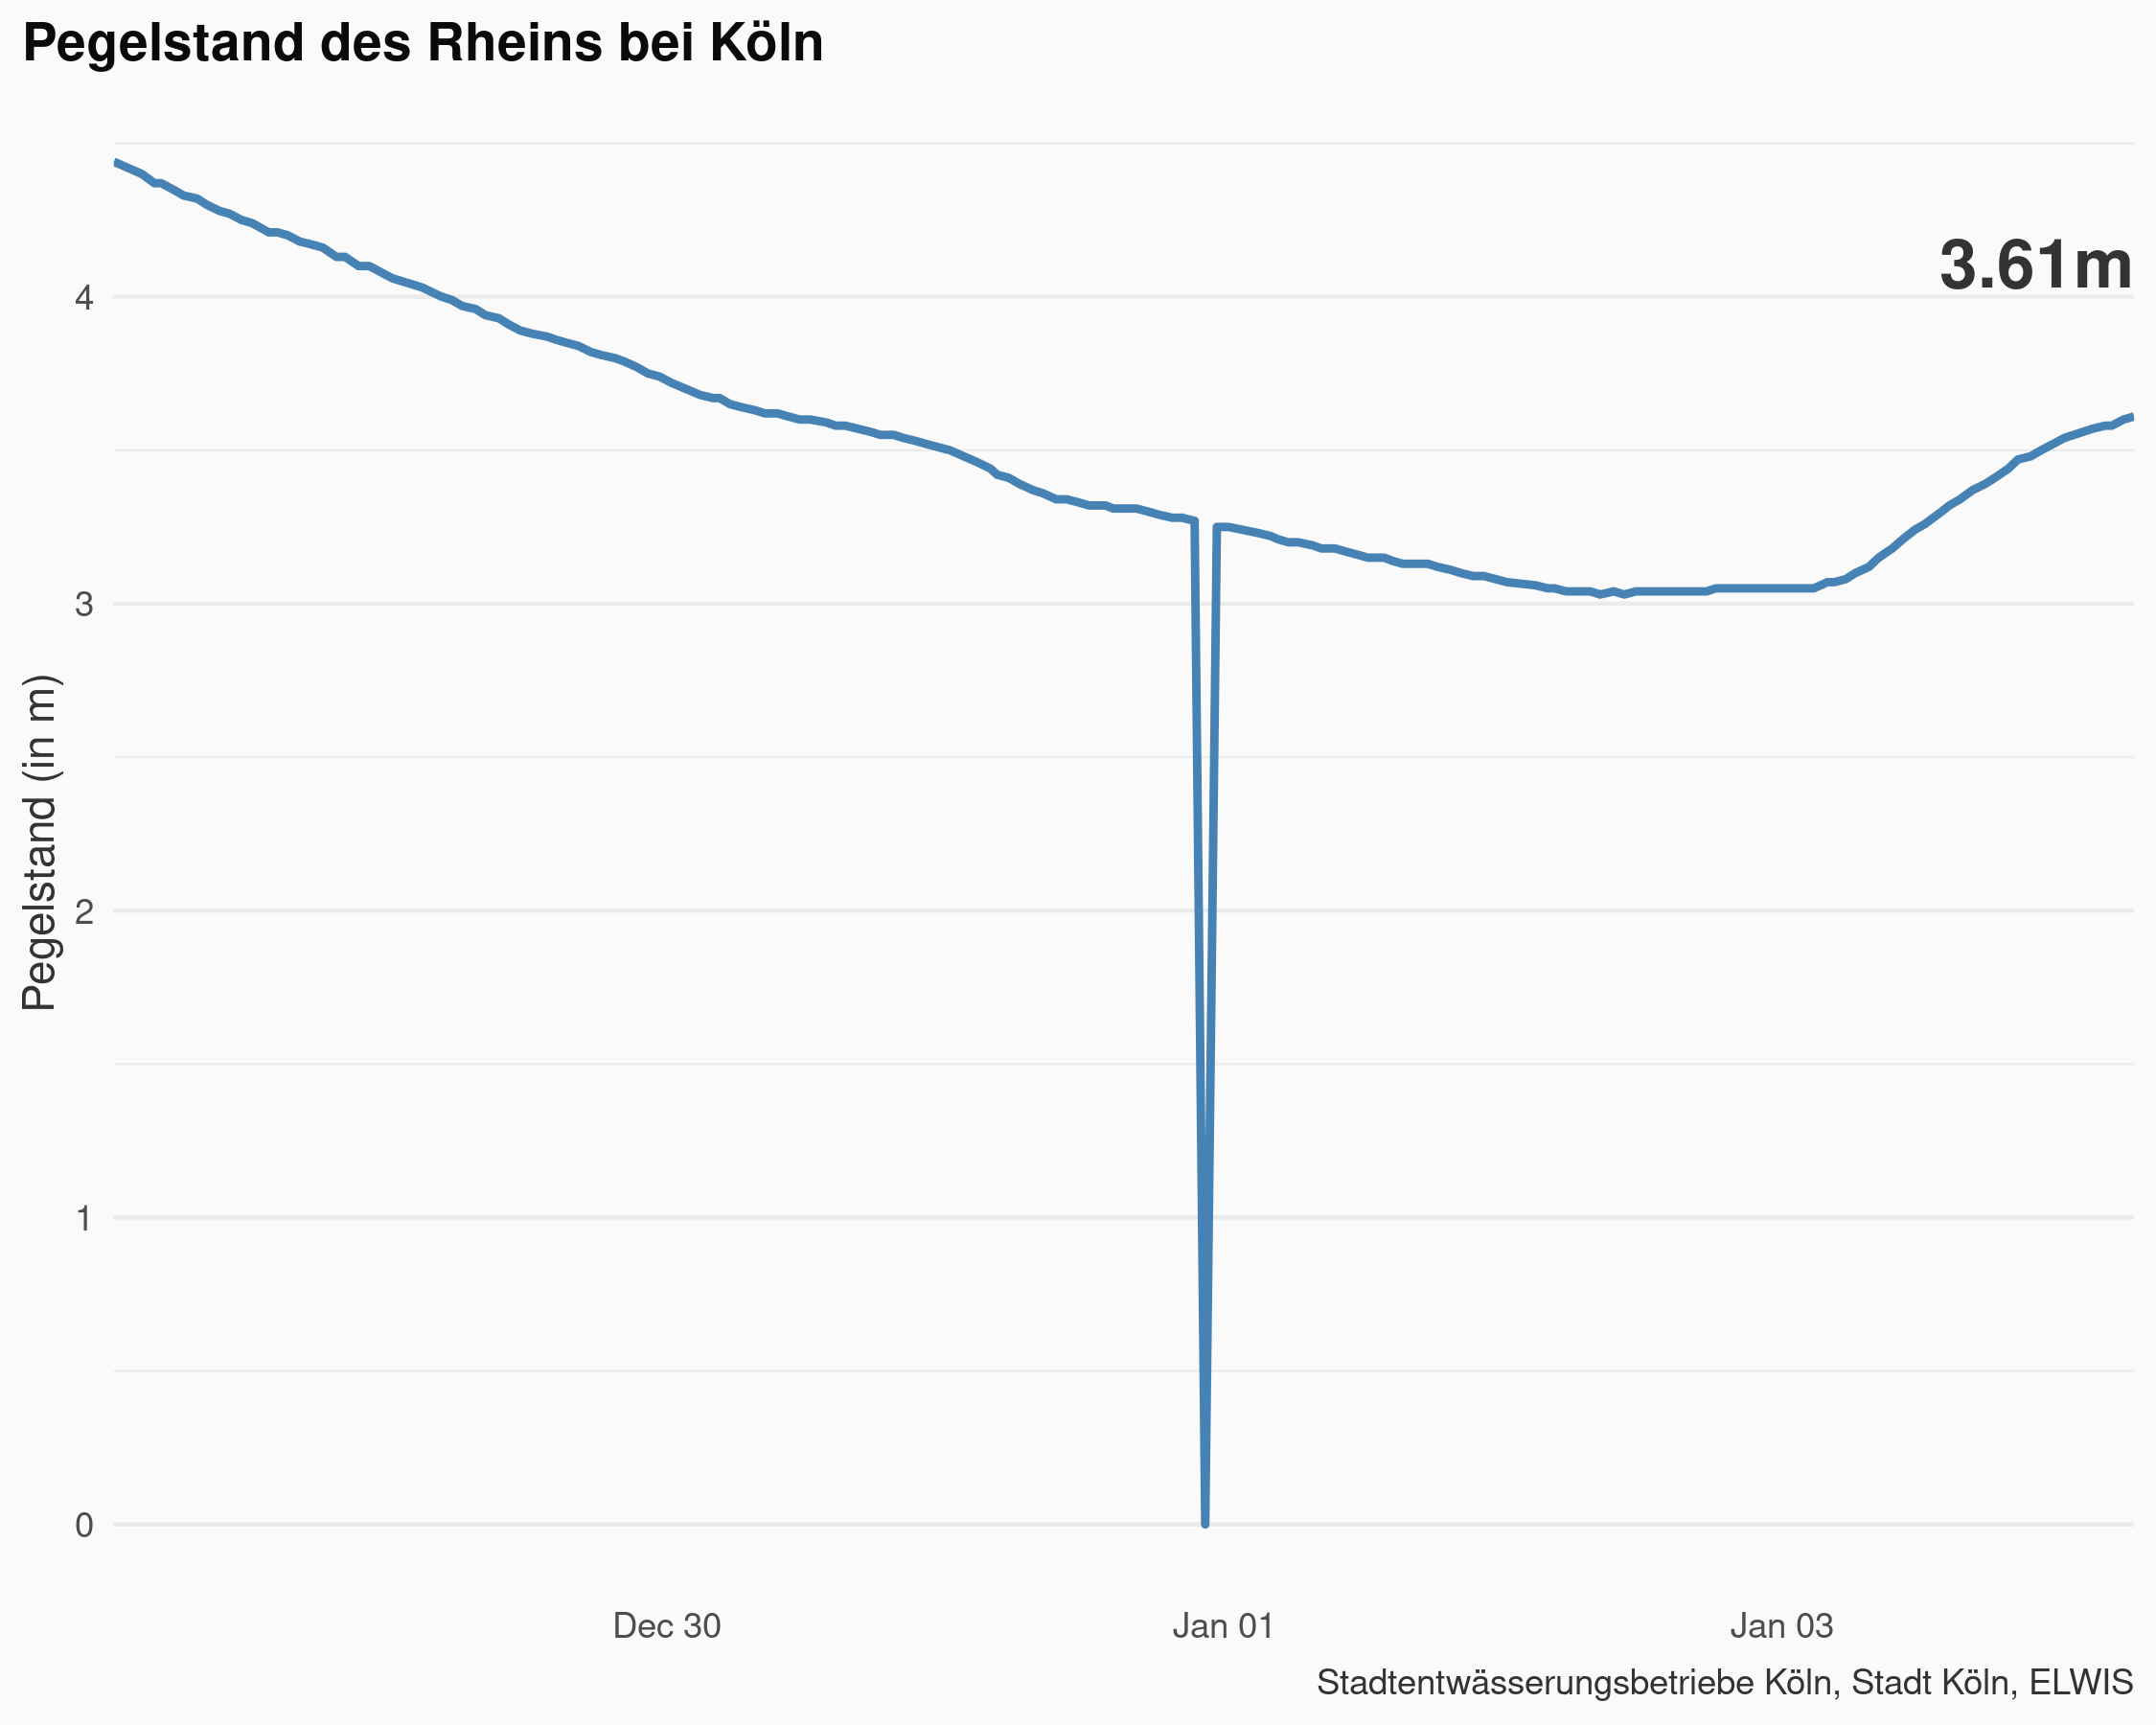 Pegelstand des Rheins bei Köln
3.61m
Pegelstand (in m)
4
3
2
1
0
Dec 30
Jan 01
Jan 03
Stadtentwässerungsbetriebe Köln, Stadt Köln, ELWIS